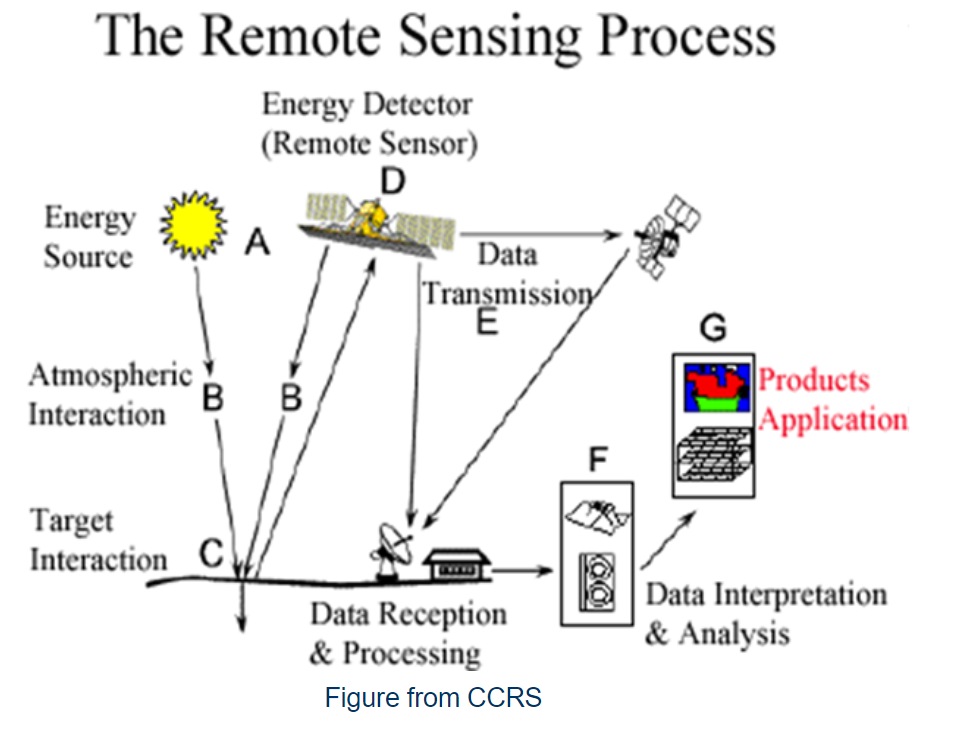 The Remote Sensing Process
Energy Detector
(Remote Sensor)
D
Energy
Source
A
Data
Transmission
E
G
Atmospheric
Interaction
B
B
Products
Application
F
Target
Interaction
C
Data Reception
& Processing
Data Interpretation
& Analysis
Figure from CCRS